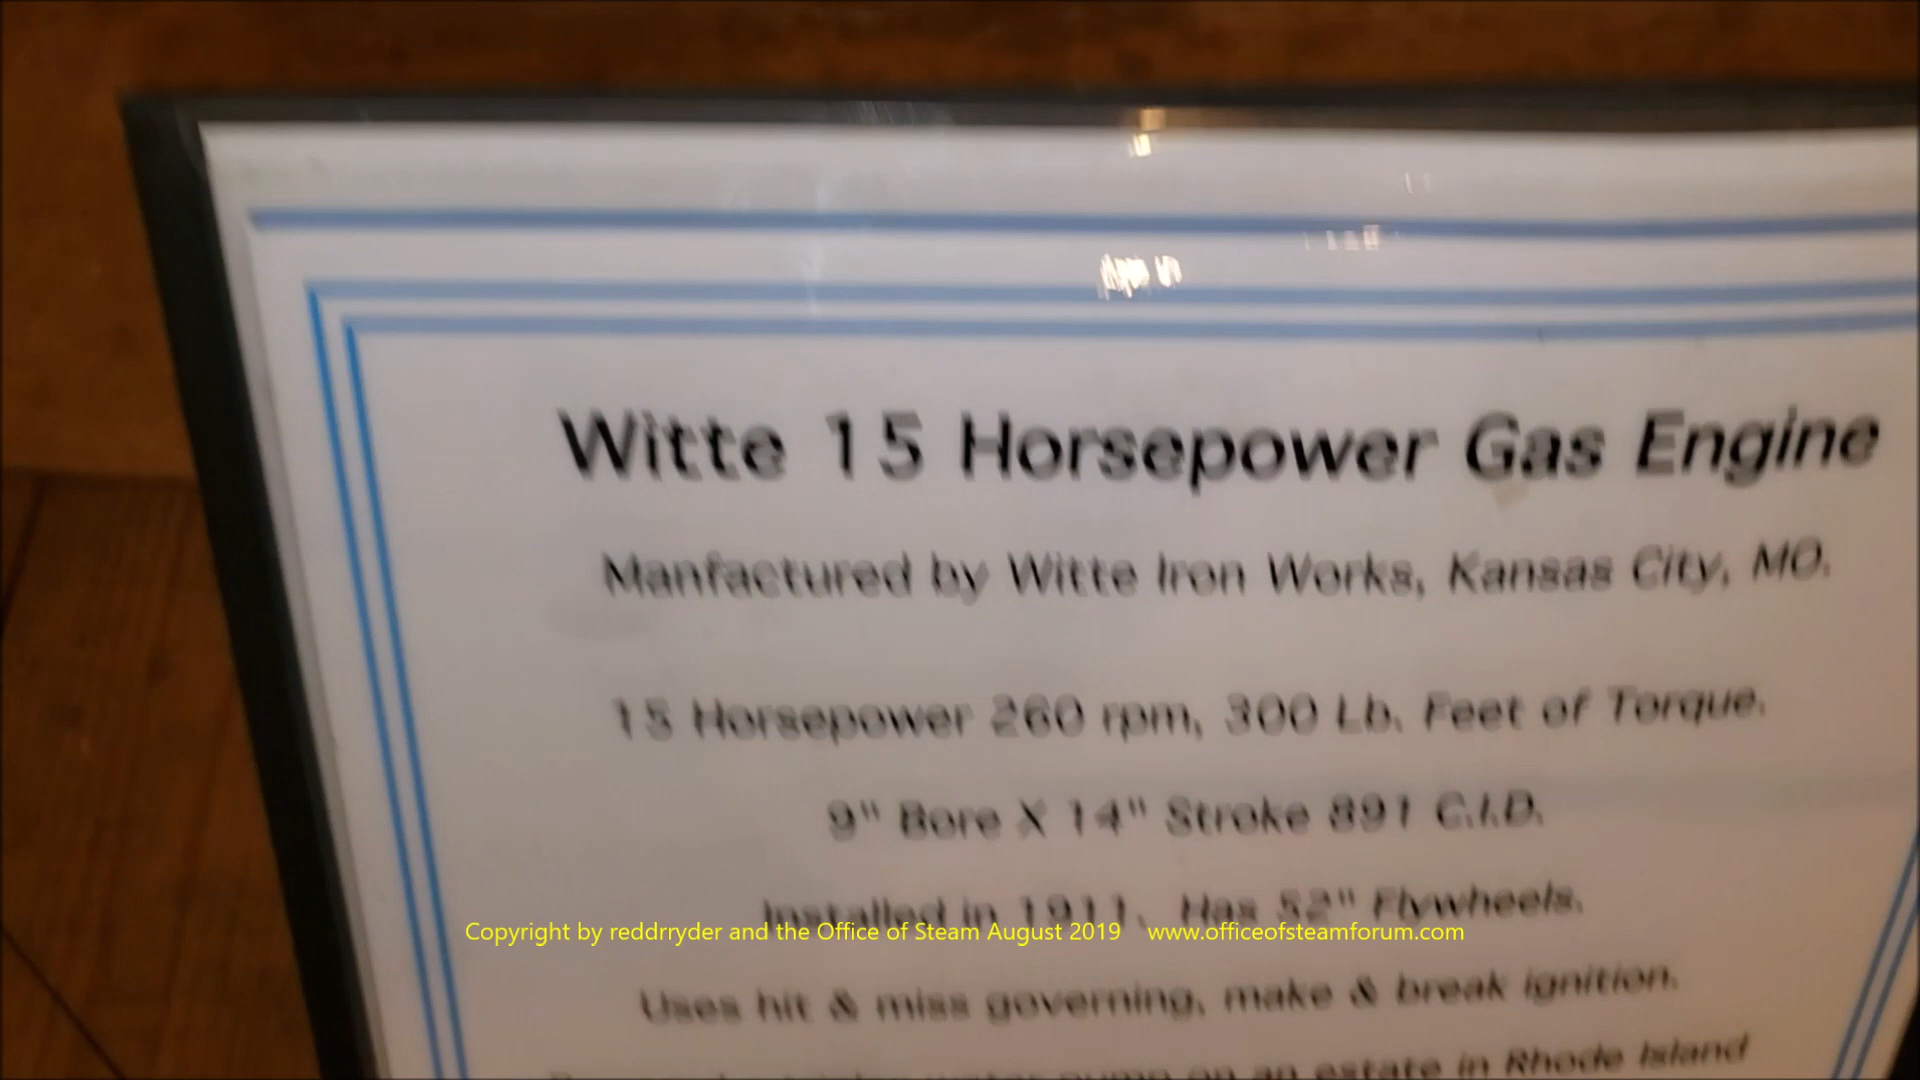 Witte 15 Horsepower Gas Engine
Manfactured by Witte Iron Works, Kansas City, MO.
15 Horsepower 260 rpm, 300 Lb. Feet of Torque.
9" Bore X 14" Stroke 891 C.I.D.
Installed in 1911. Has 52" Flywheels.
Copyright by reddrryder and the Office of Steam August 2019 www.officeofsteamforum.com
Uses hit & miss governing, make & break ignition.
water pump on an estate in Rhode Island